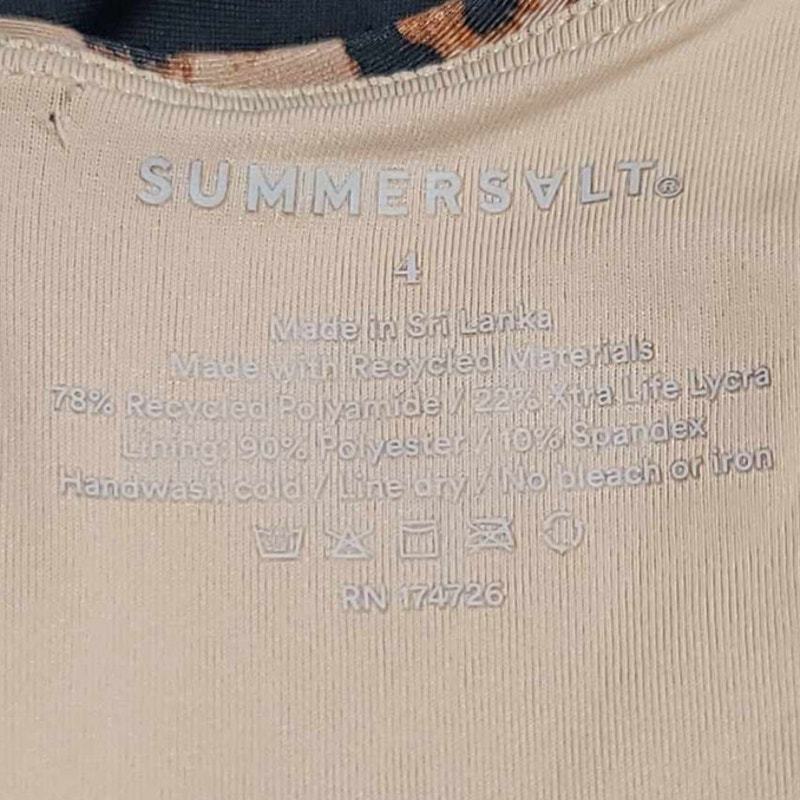 SUMMERSALT®
4
Made in Sri Lanka
Made with Recycled Materials
78% Recycled Polyamide / 22% Xtra Life Lycra
Lining: 90% Polyester / 10% Spandex
Handwash cold / Line dry / No bleach or iron
RN 174726